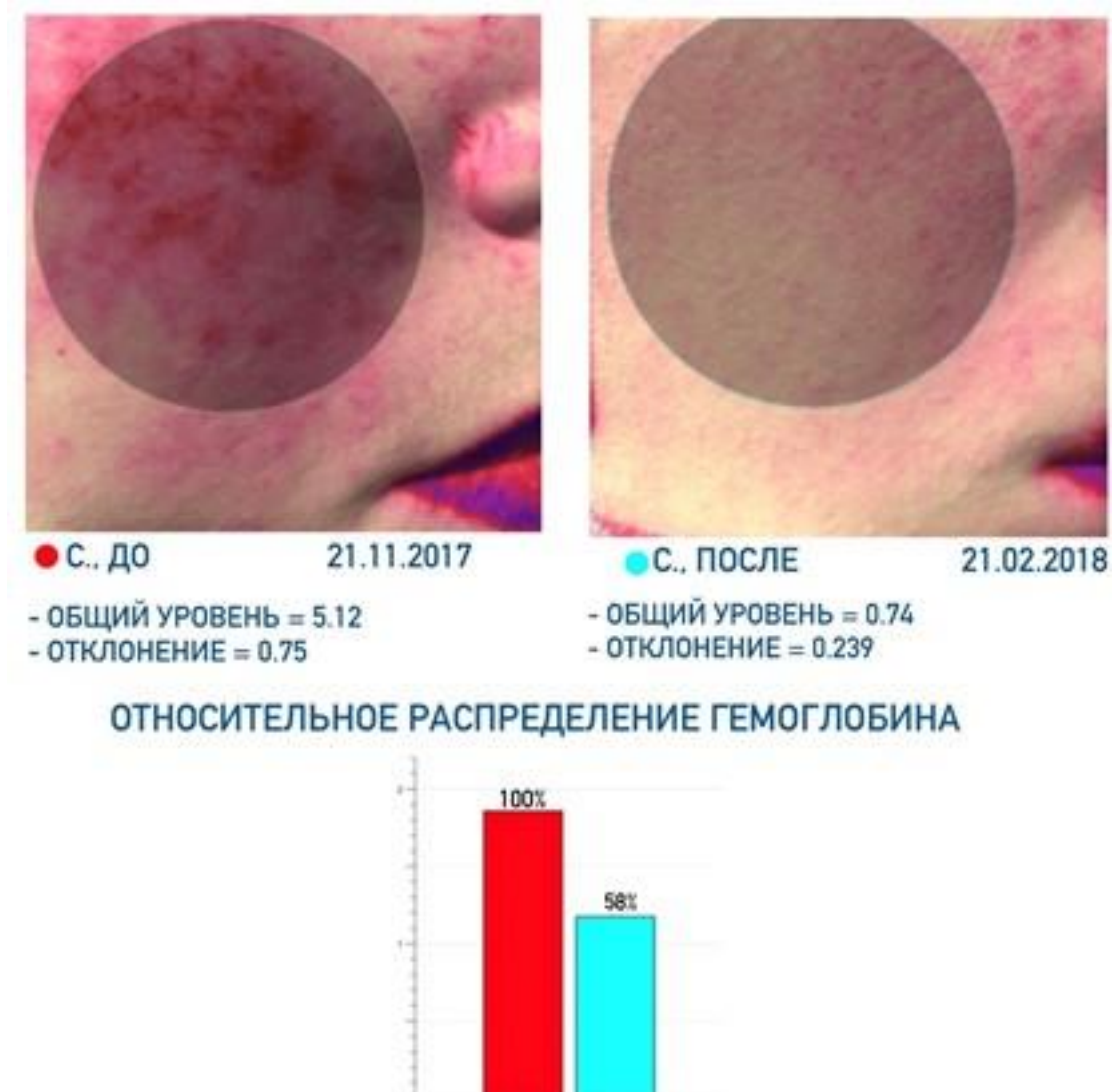 С., ДО 21.11.2017
- ОБЩИЙ УРОВЕНЬ = 5.12
- ОТКЛОНЕНИЕ = 0.75
С., ПОСЛЕ 21.02.2018
- ОБЩИЙ УРОВЕНЬ = 0.74
- ОТКЛОНЕНИЕ = 0.239
ОТНОСИТЕЛЬНОЕ РАСПРЕДЕЛЕНИЕ ГЕМОГЛОБИНА
100%
58%